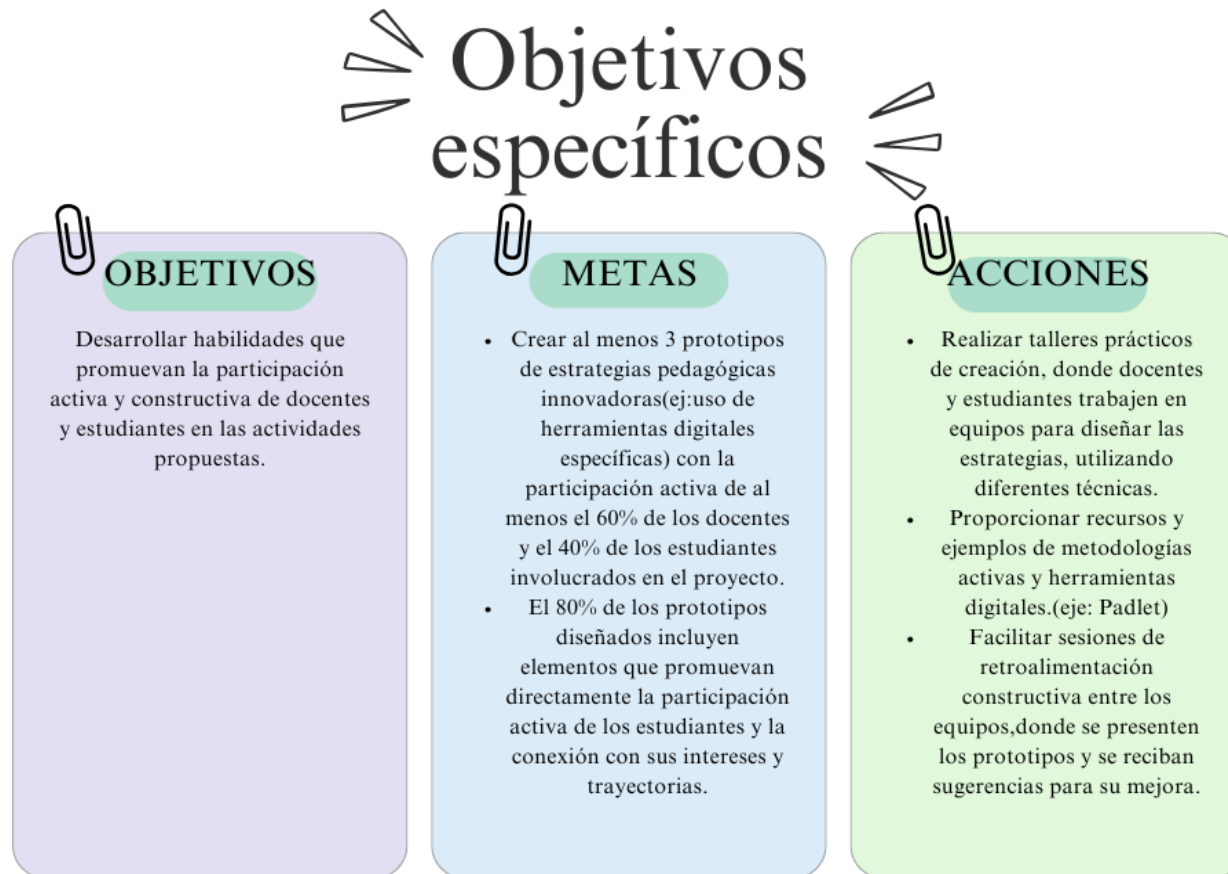 Objetivos
específicos
OBJETIVOS
Desarrollar habilidades que
promuevan la participación
activa y constructiva de docentes
y estudiantes en las actividades
propuestas.
METAS
• Crear al menos 3 prototipos
de estrategias pedagógicas
innovadoras(ej:uso de
herramientas digitales
específicas) con la
participación activa de al
menos el 60% de los docentes
y el 40% de los estudiantes
involucrados en el proyecto.
• El 80% de los prototipos
diseñados incluyen
elementos que promuevan
directamente la participación
activa de los estudiantes y la
conexión con sus intereses y
trayectorias.
ACCIONES
• Realizar talleres prácticos
de creación, donde docentes
y estudiantes trabajen en
equipos para diseñar las
estrategias, utilizando
diferentes técnicas.
• Proporcionar recursos y
ejemplos de metodologías
activas y herramientas
digitales.(eje: Padlet)
• Facilitar sesiones de
retroalimentación
constructiva entre los
equipos,donde se presenten
los prototipos y se reciban
sugerencias para su mejora.